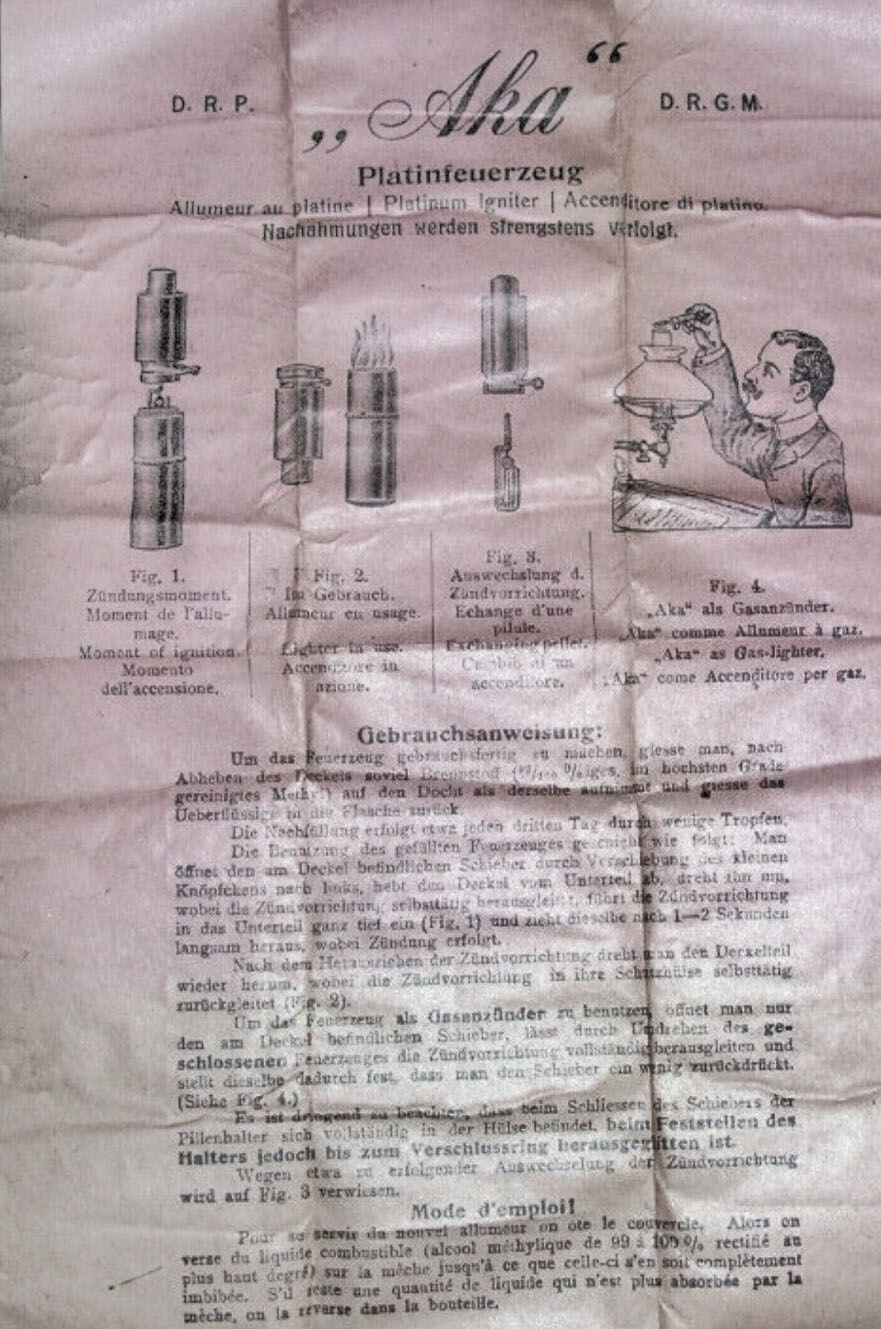 D. R. P.
„Aka“
D. R. G. M.
Platinfeuerzeug
Allumeur au platine | Platinum Igniter | Accenditore di platino.
Nachahmungen werden strengstens verfolgt.
Fig. 1.
Zündungsmoment.
Moment de l'allu-
mage.
Moment of ignition.
Momento
dell'accensione.
Fig. 2.
Im Gebrauch.
Allumeur en usage.
Lighter in use.
Accenditore in
azione.
Fig. 3.
Auswechslung d.
Zündvorrichtung.
Echange d'une
pilule.
Exchanging pellet.
Cambio di un
accenditore.
Fig. 4.
„Aka“ als Gasanzünder.
„Aka“ comme Allumeur à gaz.
„Aka“ as Gas-lighter.
„Aka“ come Accenditore per gaz.
Gebrauchsanweisung:
Um das Feuerzeug gebrauchsfertig zu machen, giesse man, nach
Abheben des Deckels soviel Brennstoff im höchsten Grade
gereinigtes Methyl) auf den Docht als derselbe aufnimmt und giesse das
Ueberflüssige in die Flasche zurück.
Die Nachfüllung erfolgt etwa jeden dritten Tag durch wenige Tropfen.
Die Benutzung des gefüllten Feuerzeuges geschieht wie folgt: Man
öffnet den am Deckel befindlichen Schieber durch Verschiebung des kleinen
Knöpfchens nach links, hebt den Deckel vom Unterteil ab, dreht ihn um,
wobei die Zündvorrichtung selbsttätig herausgleitet, führt die Zündvorrichtung
in das Unterteil ganz tief ein (Fig. 1) und zieht dieselbe nach 1—2 Sekunden
langsam heraus, wobei Zündung erfolgt.
Nach dem Herausziehen der Zündvorrichtung dreht man den Deckelteil
wieder herum, wobei die Zündvorrichtung in ihre Schutzhülse selbsttätig
zurückgleitet (Fig. 2).
Um das Feuerzeug als Gasanzünder zu benutzen, öffnet man nur
den am Deckel befindlichen Schieber, lässt durch Umdrehen des ge-
schlossenen Feuerzeuges die Zündvorrichtung vollständig herausgleiten und
stellt dieselbe dadurch fest, dass man den Schieber ein wenig zurückdrückt.
(Siehe Fig. 4.)
Es ist dringend zu beachten, dass beim Schliessen des Schiebers der
Pillenhalter sich vollständig in der Hülse befindet, beim Feststellen des
Halters jedoch bis zum Verschlussring herausgeglitten ist.
Wegen etwa zu erfolgender Auswechselung der Zündvorrichtung
wird auf Fig. 3 verwiesen.
Mode d'emploi!
Pour se servir du nouvel allumeur on ote le couvercle. Alors on
verse du liquide combustible (alcool méthylique de 99 à 100% rectifié au
plus haut degré) sur la mèche jusqu'à ce que celle-ci s'en soit complètement
imbibée. S'il reste une quantité de liquide qui n'est plus absorbée par la
mèche, on la reverse dans la bouteille.